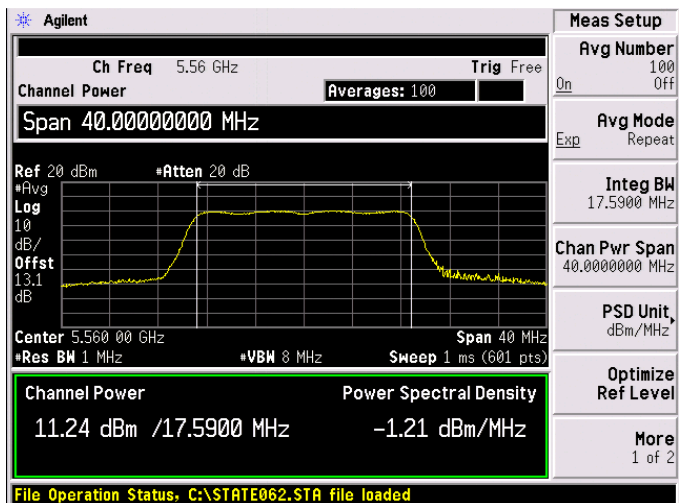 Agilent
Meas Setup
Ch Freq 5.56 GHz Trig Free
Channel Power Averages: 100
Span 40.00000000 MHz
Ref 20 dBm #Atten 20 dB
#Avg
Log
10
dB/
Offst
13.1
dB
Center 5.560 00 GHz Span 40 MHz
#Res BW 1 MHz #VBW 8 MHz Sweep 1 ms (601 pts)
Channel Power Power Spectral Density
11.24 dBm /17.5900 MHz -1.21 dBm/MHz
File Operation Status, C:\STATE062.STA file loaded
Avg Number
100
On Off
Avg Mode
Exp Repeat
Integ BW
17.5900 MHz
Chan Pwr Span
40.0000000 MHz
PSD Unit
dBm/MHz
Optimize
Ref Level
More
1 of 2